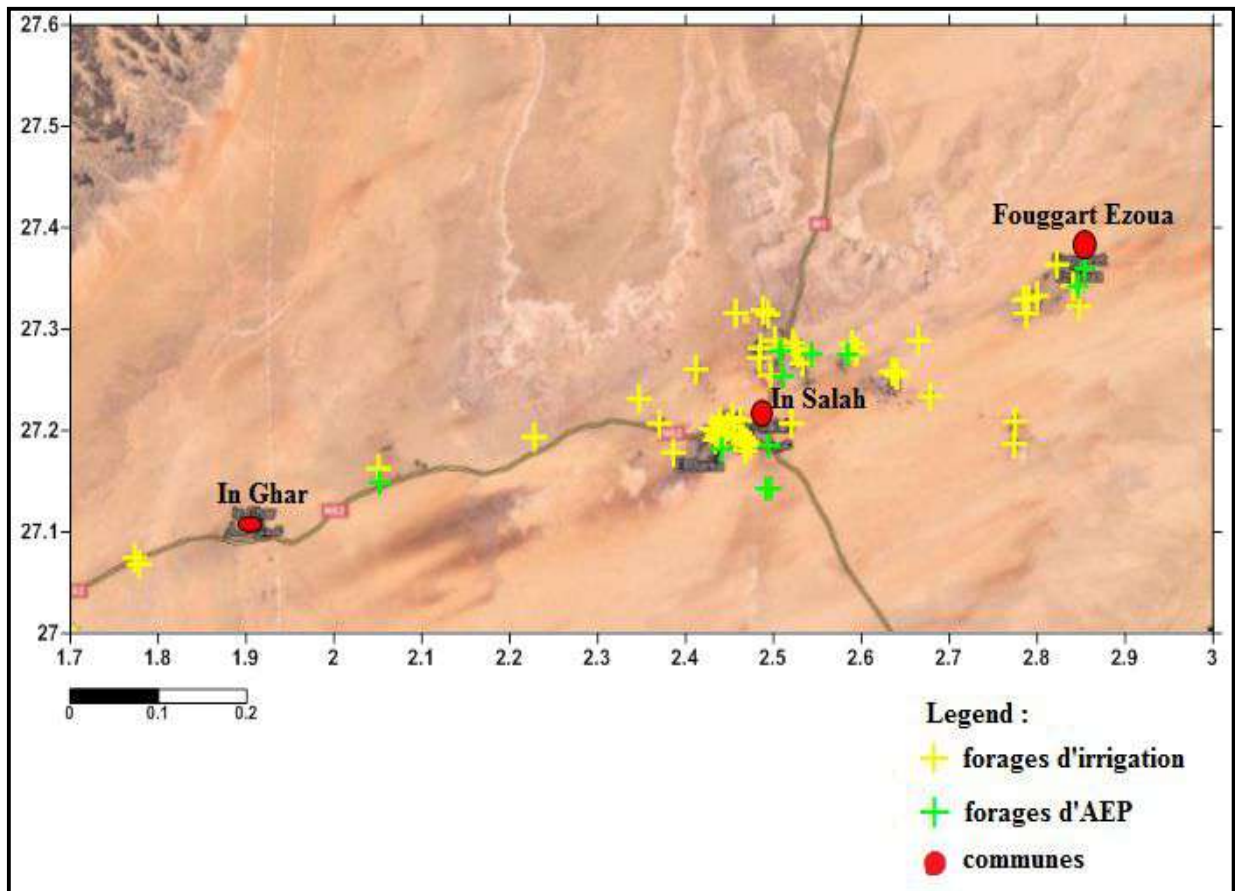 27.6
27.5
27.4
27.3
27.2
27.1
27
Fouggart Ezoua
In Salah
In Ghar
N62
1.7 1.8 1.9 2 2.1 2.2 2.3 2.4 2.5 2.6 2.7 2.8 2.9 3
0 0.1 0.2
Legend :
forages d'irrigation
forages d'AEP
communes